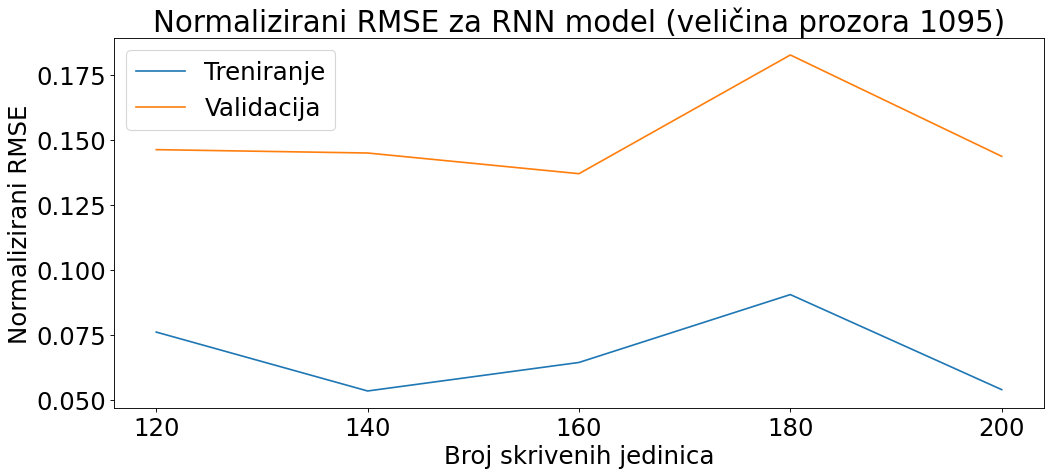 Normalizirani RMSE za RNN model (veličina prozora 1095)
Treniranje
Validacija
Normalizirani RMSE
0.175
0.150
0.125
0.100
0.075
0.050
120
140
160
180
200
Broj skrivenih jedinica